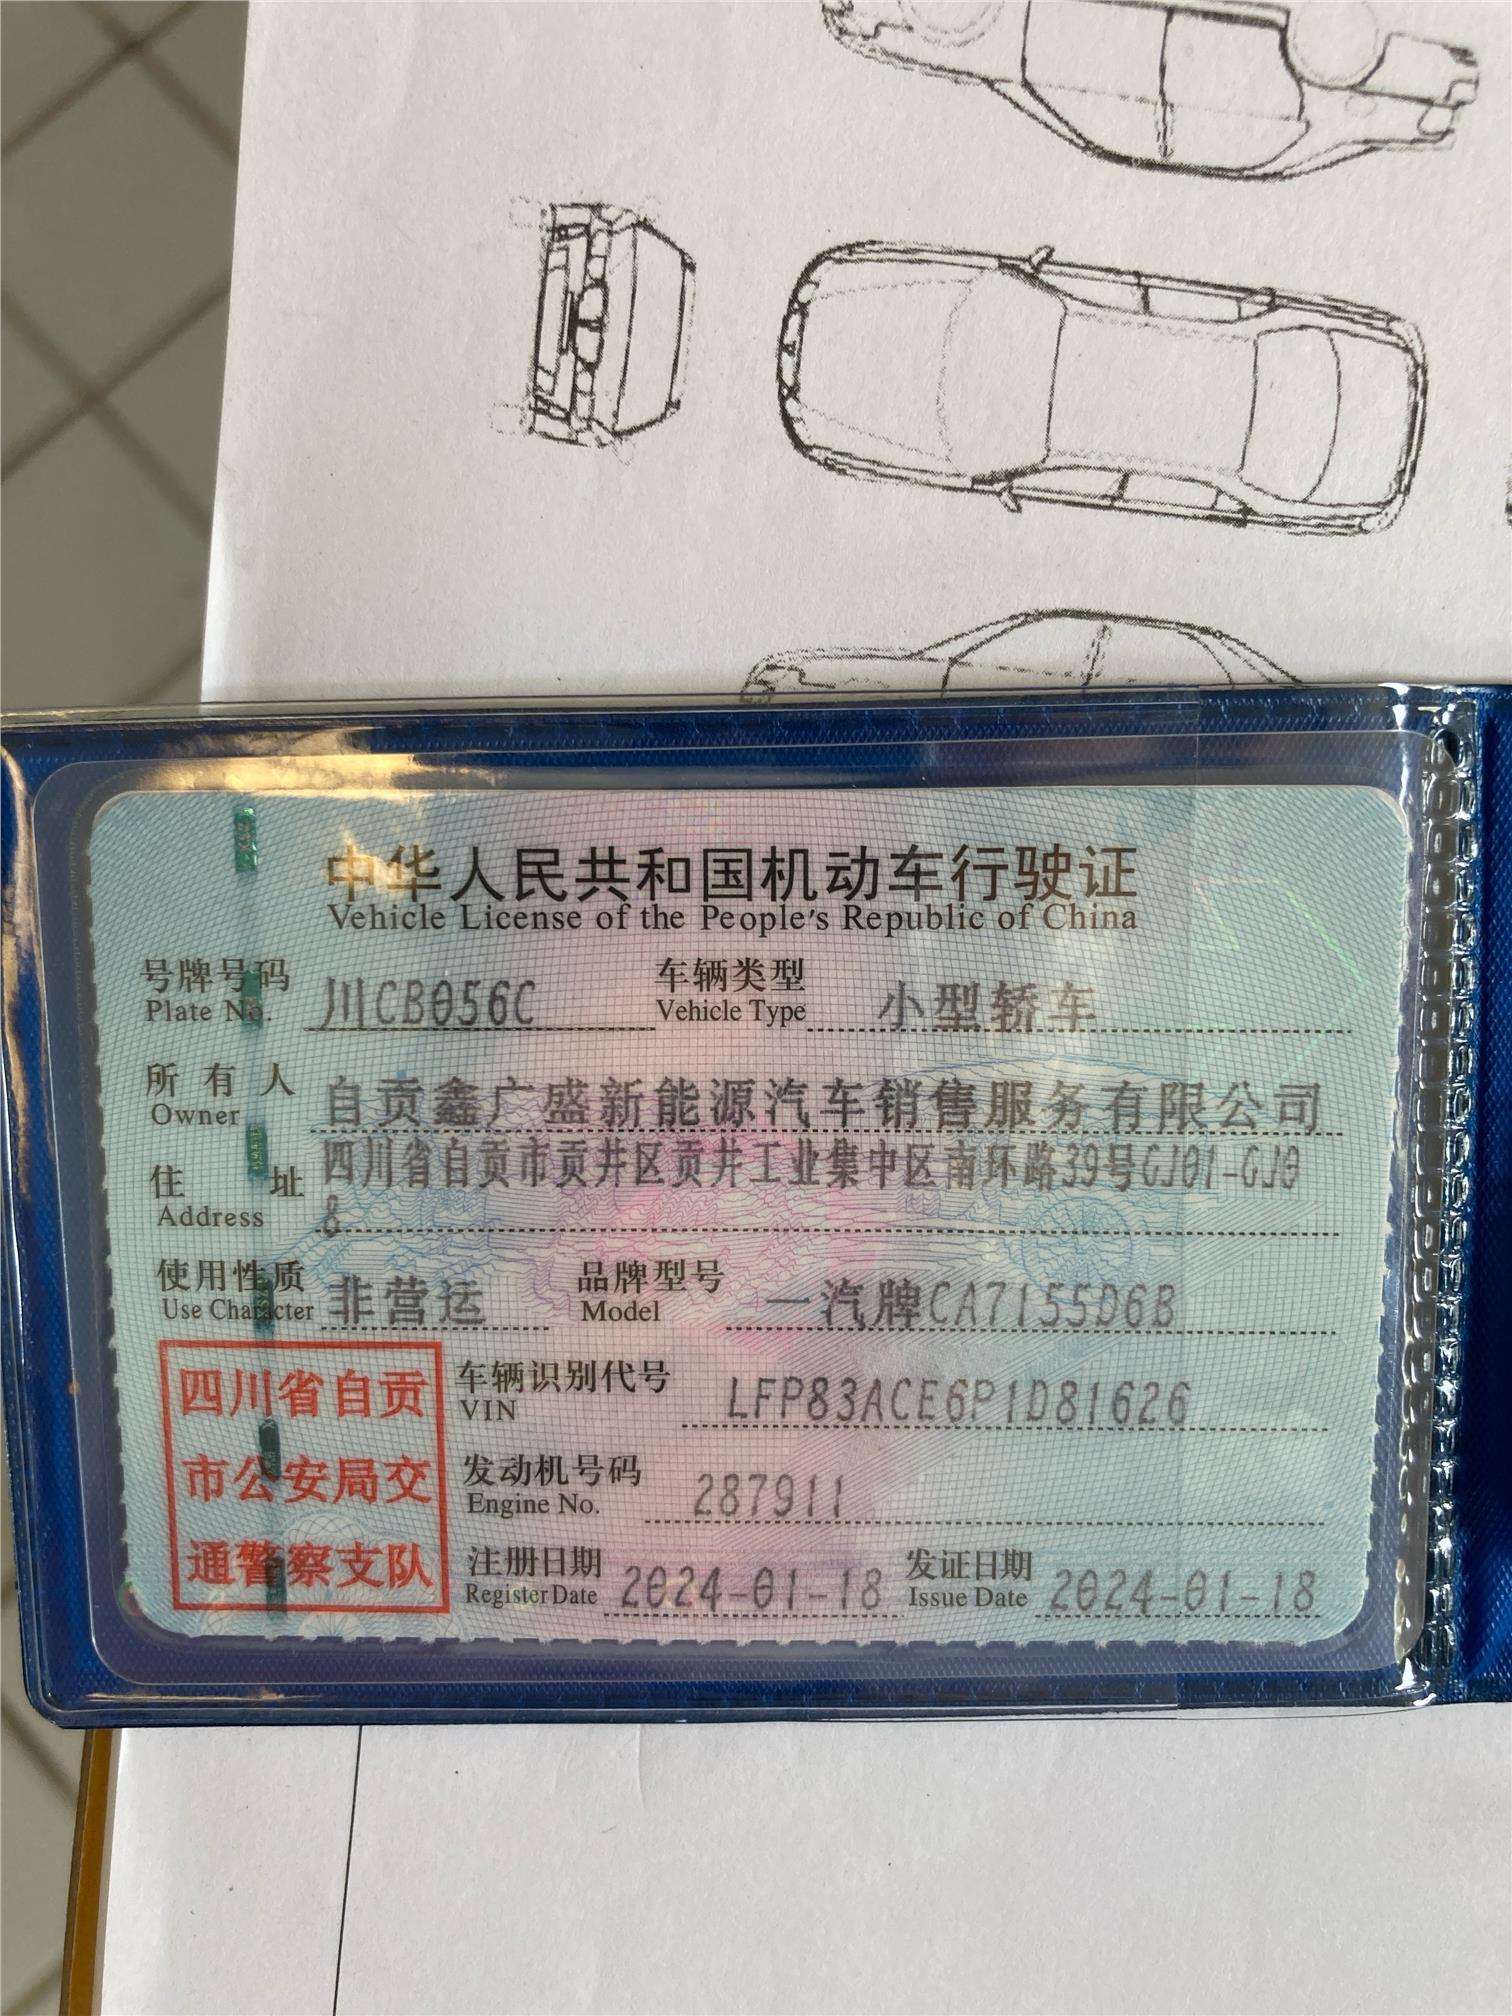 中华人民共和国机动车行驶证
Vehicle License of the People's Republic of China
号牌号码 川CB056C 车辆类型 小型轿车
Plate No. Vehicle Type
所有人 自贡鑫广盛新能源汽车销售服务有限公司
Owner
住址 四川省自贡市贡井区贡井工业集中区南环路39号GJ01-GJ0
Address 8
使用性质 非营运 品牌型号 一汽牌CA7155D6B
Use Character Model
四川省自贡
市公安局交
通警察支队
车辆识别代号 LFP83ACE6P1D81626
VIN
发动机号码 287911
Engine No.
注册日期 2024-01-18 发证日期 2024-01-18
Register Date Issue Date